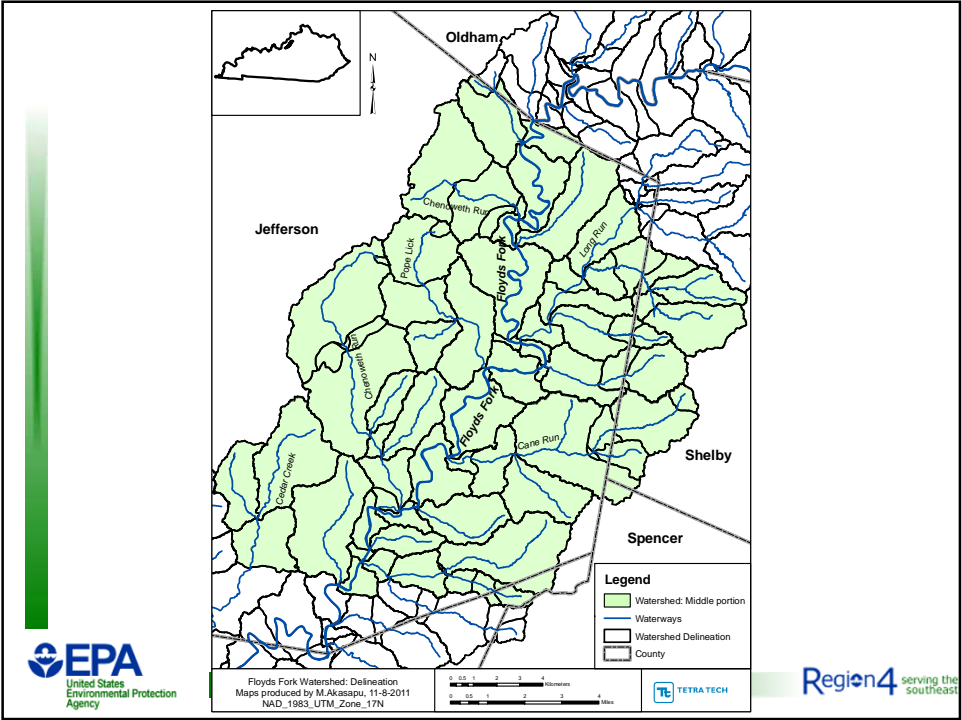 Oldham
N
Chenoweth Run
Jefferson
Long Run
Pope Lick
Floyds Fork
Chenoweth Run
Floyds Fork
Cane Run
Shelby
Cedar Creek
Spencer
Legend
Watershed: Middle portion
Waterways
Watershed Delineation
County
EPA
United States
Environmental Protection
Agency
Floyds Fork Watershed: Delineation
Maps produced by M.Akasapu, 11-8-2011
NAD_1983_UTM_Zone_17N
0 0.5 1 2 3 4
Kilometers
0 0.5 1 2 3 4
Miles
Tt TETRA TECH
Region 4 serving the
southeast